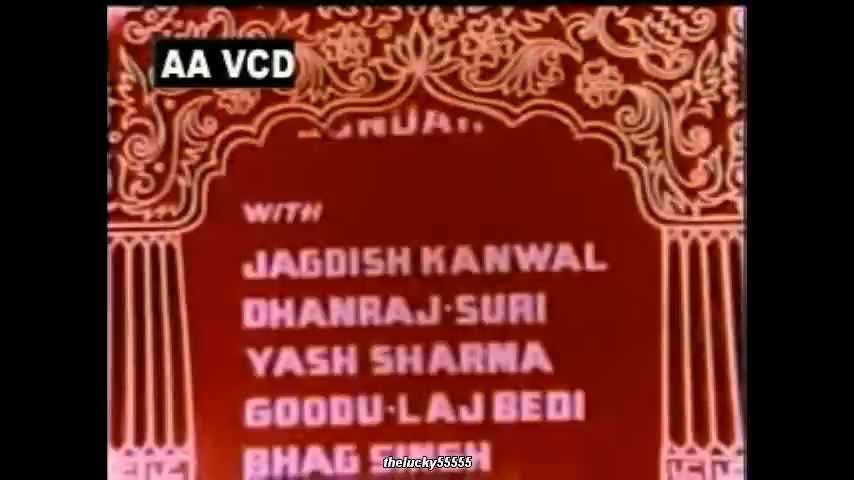 AA VCD
WITH
JAGDISH KANWAL
DHANRAJ·SURI
YASH SHARMA
GOODU·LAJ BEDI
BHAG SINGH
thelucky55555